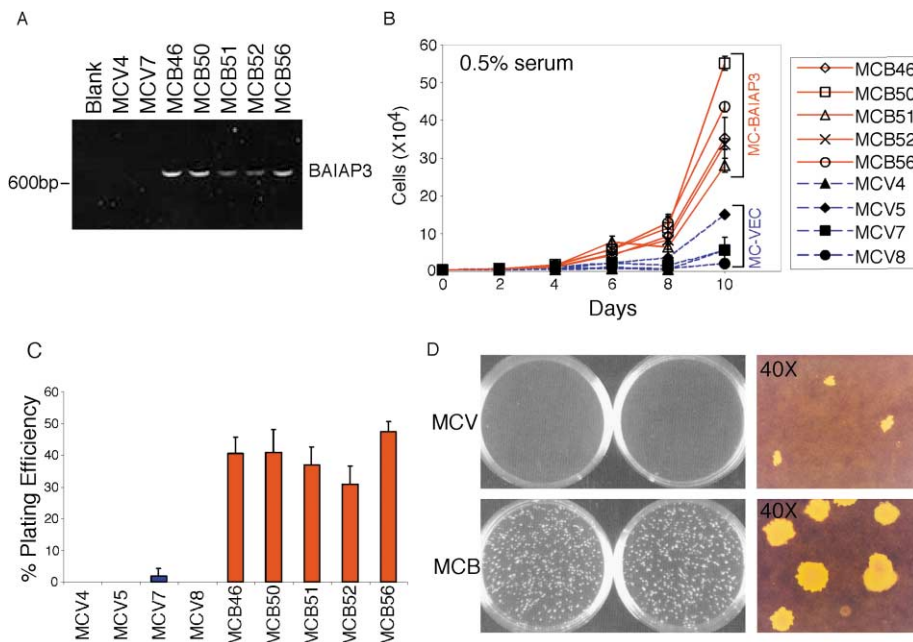 A
Blank
MCV4
MCV7
MCB46
MCB50
MCB51
MCB52
MCB56
600bp
BAIAP3
B
0.5% serum
Cells (X10⁴)
60
50
40
30
20
10
0
0 2 4 6 8 10
Days
MC-BAIAP3
MC-VEC
MCB46
MCB50
MCB51
MCB52
MCB56
MCV4
MCV5
MCV7
MCV8
C
% Plating Efficiency
60
50
40
30
20
10
0
MCV4
MCV5
MCV7
MCV8
MCB46
MCB50
MCB51
MCB52
MCB56
D
MCV
40X
MCB
40X